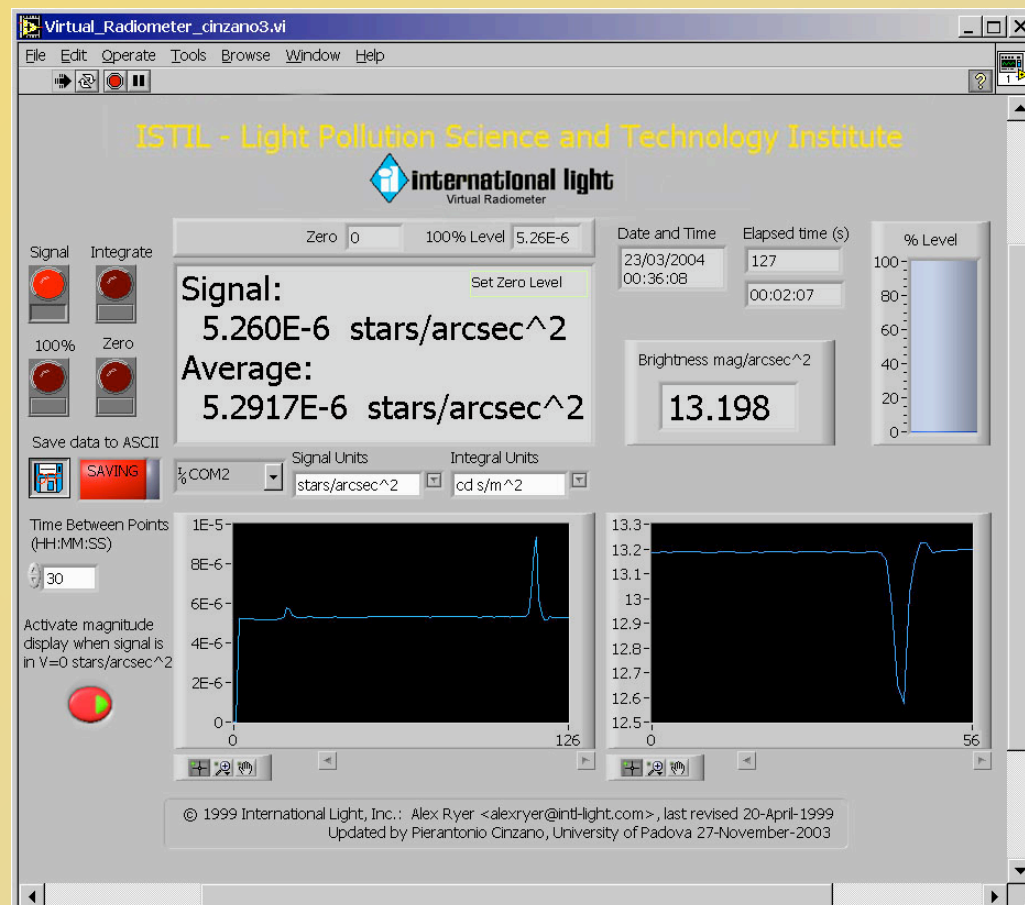 Virtual_Radiometer_cinzano3.vi
File Edit Operate Tools Browse Window Help
1
ISTIL - Light Pollution Science and Technology Institute
il international light
Virtual Radiometer
Zero 0 100% Level 5.26E-6
Signal Integrate
100% Zero
Signal:
Set Zero Level
5.260E-6 stars/arcsec^2
Average:
5.2917E-6 stars/arcsec^2
Date and Time
23/03/2004
00:36:08
Elapsed time (s)
127
00:02:07
Brightness mag/arcsec^2
13.198
% Level
100
80
60
40
20
0
Save data to ASCII
SAVING
I/O COM2
Signal Units
stars/arcsec^2
Integral Units
cd s/m^2
Time Between Points
(HH:MM:SS)
30
Activate magnitude
display when signal is
in V=0 stars/arcsec^2
1E-5
8E-6
6E-6
4E-6
2E-6
0
0 126
13.3
13.2
13.1
13
12.9
12.8
12.7
12.6
12.5
0 56
© 1999 International Light, Inc.: Alex Ryer <alexryer@intl-light.com>, last revised 20-April-1999
Updated by Pierantonio Cinzano, University of Padova 27-November-2003